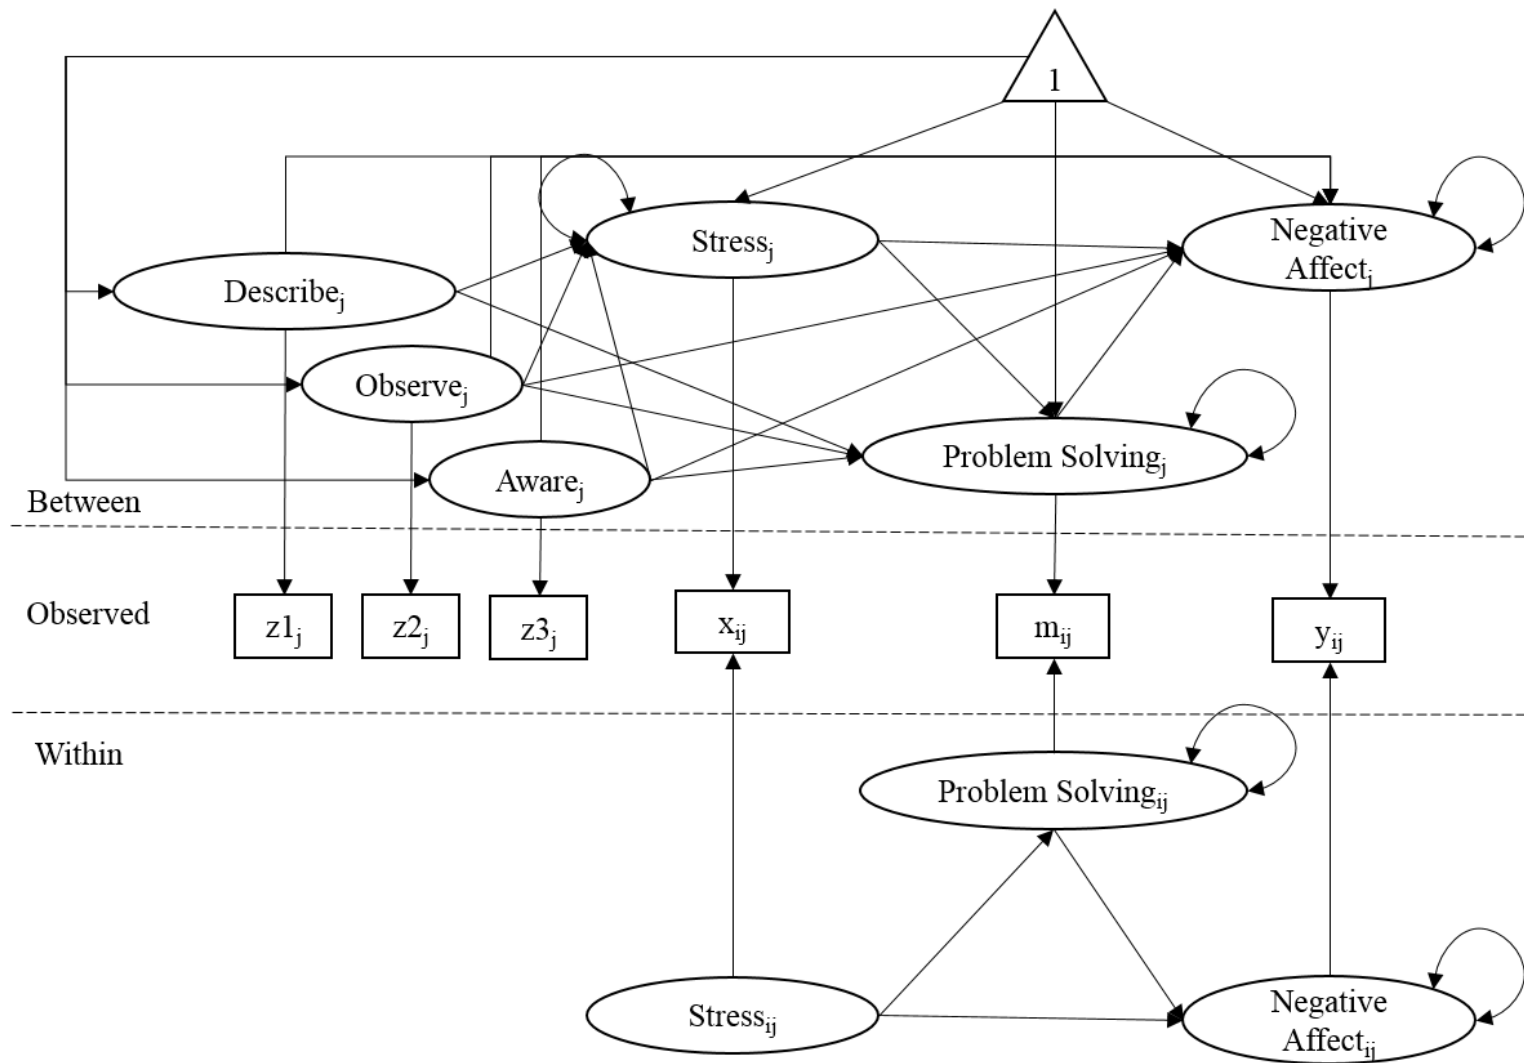 1
Stressj
Negative
Affectj
Describej
Observej
Problem Solvingj
Awarej
Between
Observed
z1j
z2j
z3j
xij
mij
yij
Within
Problem Solvingij
Stressij
Negative
Affectij